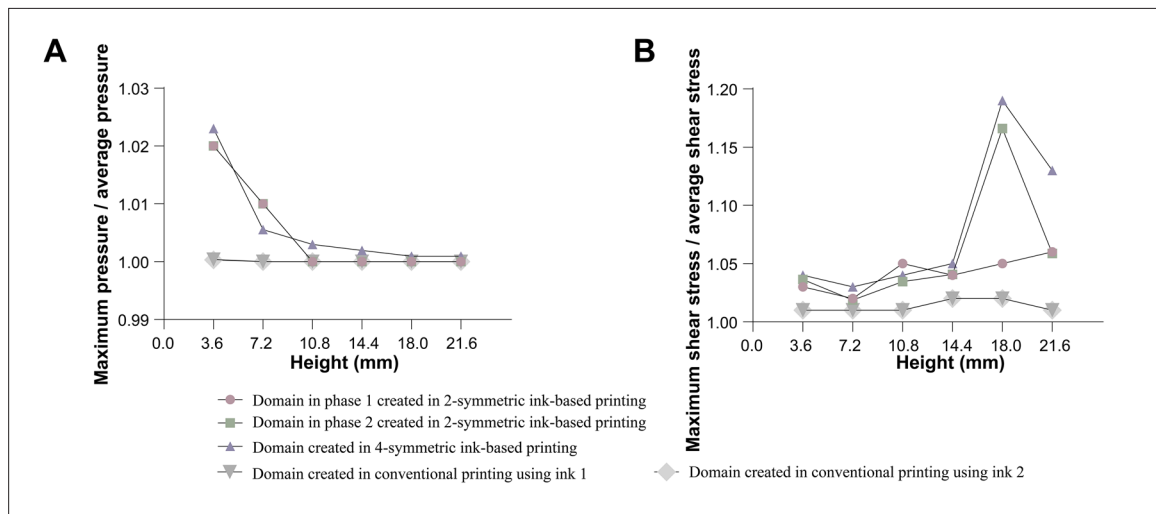 A
B
Maximum pressure / average pressure
1.03
1.02
1.01
1.00
0.99
0.0 3.6 7.2 10.8 14.4 18.0 21.6
Height (mm)
Maximum shear stress / average shear stress
1.20
1.15
1.10
1.05
1.00
0.0 3.6 7.2 10.8 14.4 18.0 21.6
Height (mm)
Domain in phase 1 created in 2-symmetric ink-based printing
Domain in phase 2 created in 2-symmetric ink-based printing
Domain created in 4-symmetric ink-based printing
Domain created in conventional printing using ink 1
Domain created in conventional printing using ink 2